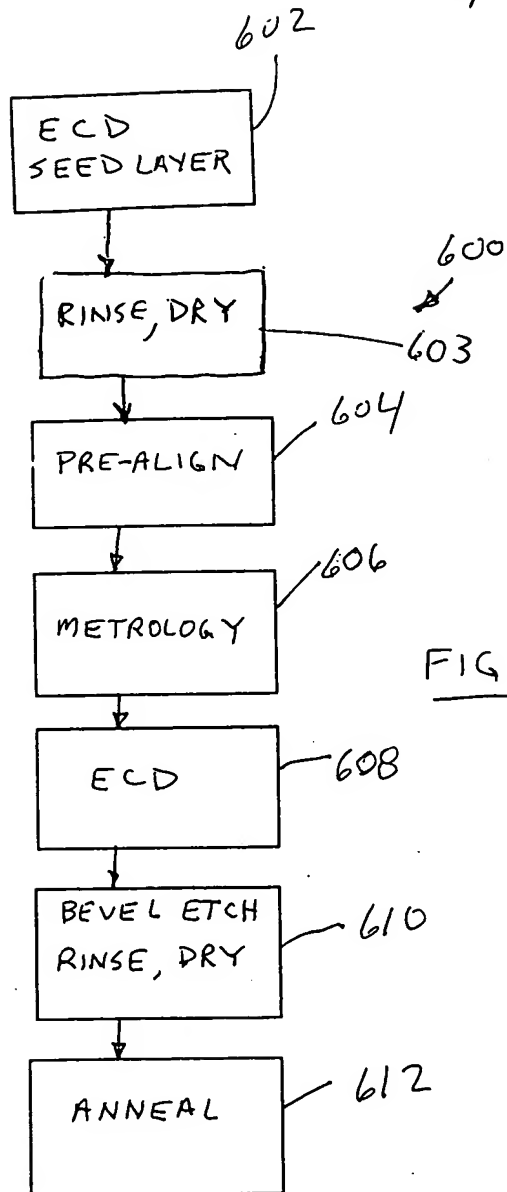 602
ECD
SEED LAYER
600
RINSE, DRY
603
604
PRE-ALIGN
606
METROLOGY
FIG
ECD
608
BEVEL ETCH
RINSE, DRY
610
ANNEAL
612